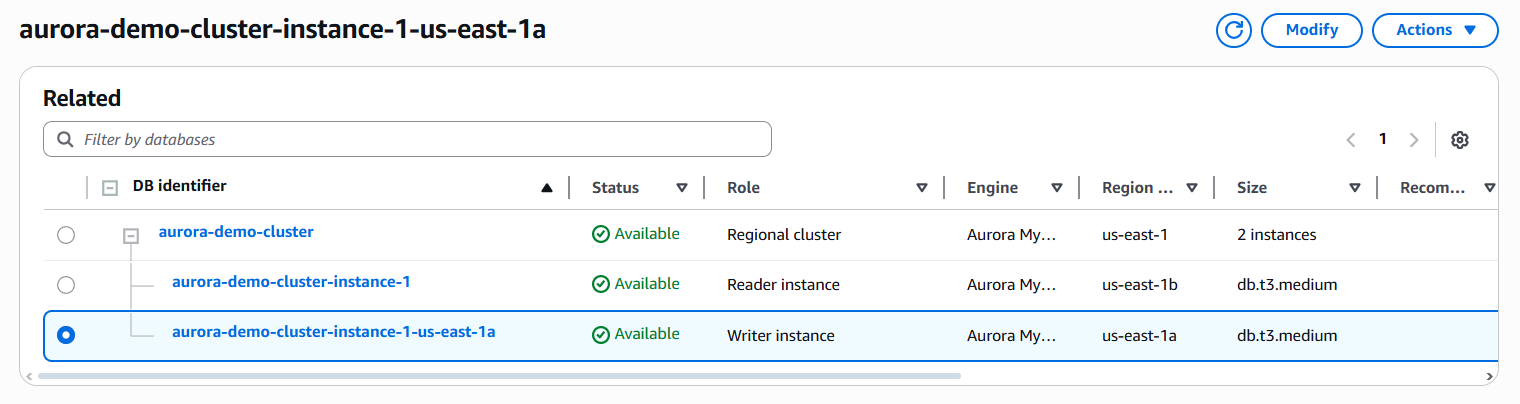 aurora-demo-cluster-instance-1-us-east-1a
Modify
Actions
Related
Filter by databases
1
DB identifier Status Role Engine Region ... Size Recom...
aurora-demo-cluster Available Regional cluster Aurora My... us-east-1 2 instances
aurora-demo-cluster-instance-1 Available Reader instance Aurora My... us-east-1b db.t3.medium
aurora-demo-cluster-instance-1-us-east-1a Available Writer instance Aurora My... us-east-1a db.t3.medium